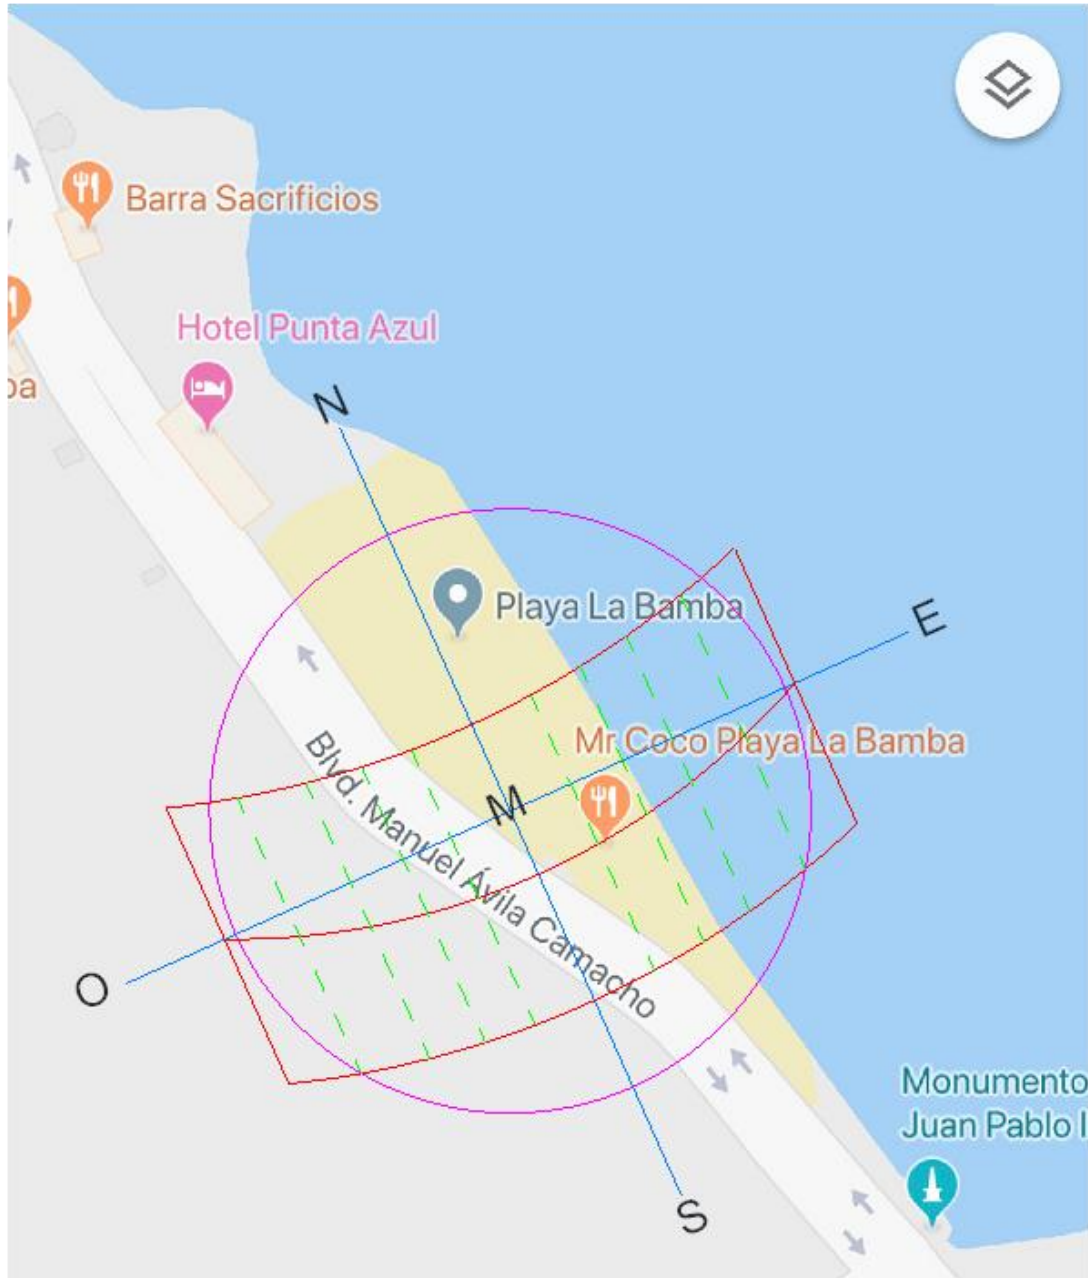 Barra Sacrificios
Hotel Punta Azul
ba
N
Playa La Bamba
E
Mr Coco Playa La Bamba
M
Blvd. Manuel Ávila Camacho
O
S
Monumento
Juan Pablo I